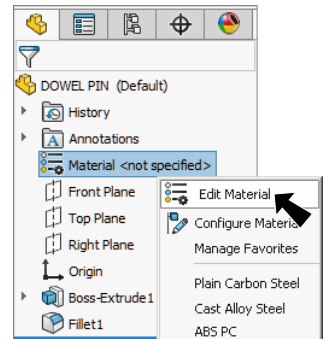 DOWEL PIN (Default)
History
Annotations
Material <not specified>
Front Plane
Top Plane
Right Plane
Origin
Boss-Extrude1
Fillet1
Edit Material
Configure Material
Manage Favorites
Plain Carbon Steel
Cast Alloy Steel
ABS PC